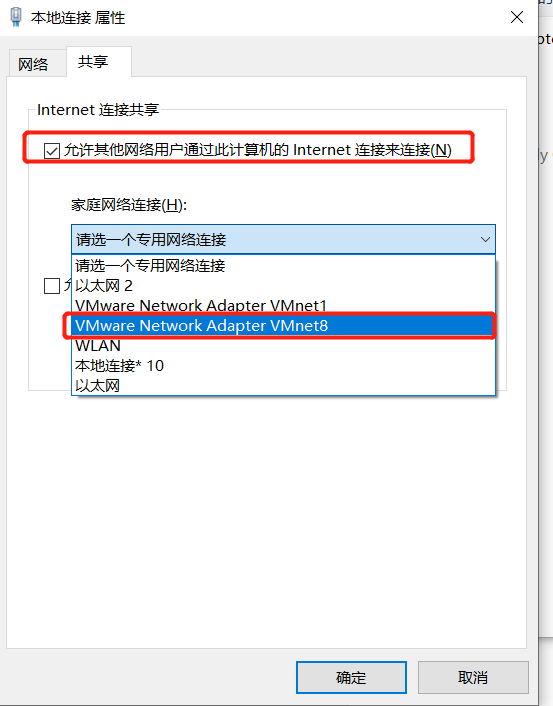 本地连接 属性
网络
共享
Internet 连接共享
允许其他网络用户通过此计算机的 Internet 连接来连接(N)
家庭网络连接(H):
请选一个专用网络连接
请选一个专用网络连接
以太网 2
VMware Network Adapter VMnet1
VMware Network Adapter VMnet8
WLAN
本地连接* 10
以太网
确定
取消